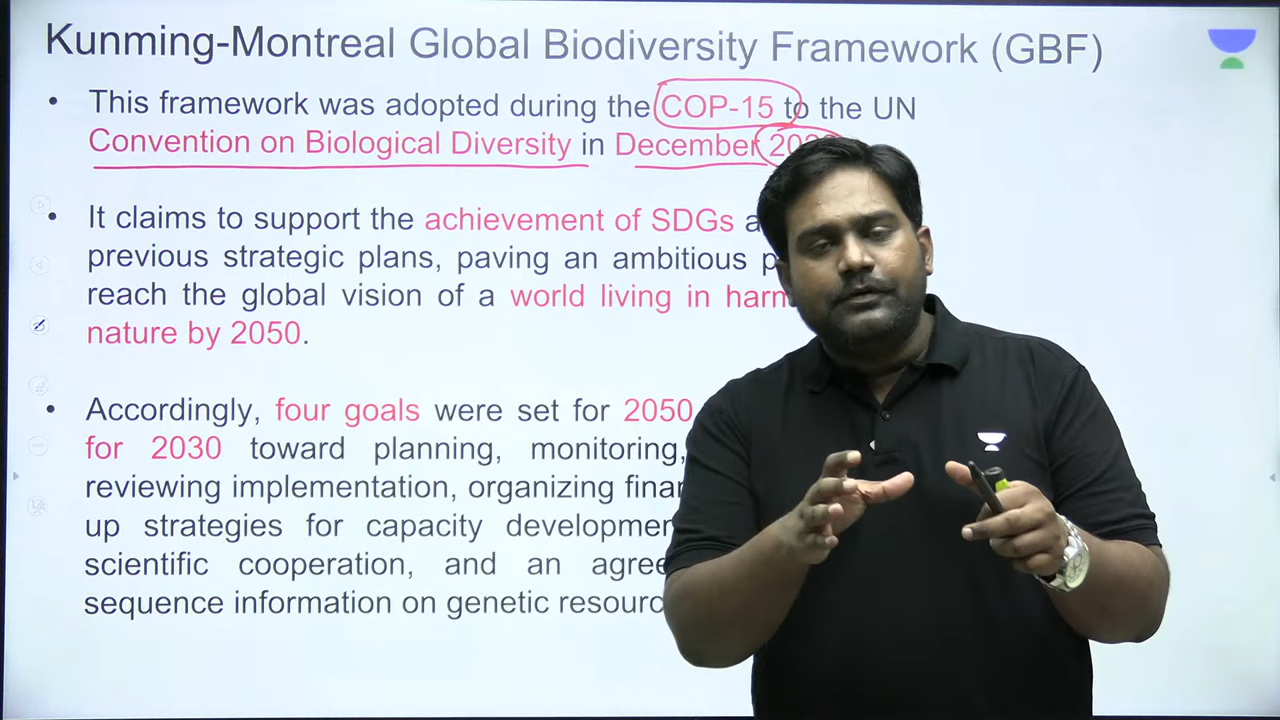 Kunming-Montreal Global Biodiversity Framework (GBF)
• This framework was adopted during the COP-15 to the UN
Convention on Biological Diversity in December
• It claims to support the achievement of SDGs
previous strategic plans, paving an ambitious
reach the global vision of a world living in
nature by 2050.
• Accordingly, four goals were set for 2050
for 2030 toward planning, monitoring,
reviewing implementation, organizing
up strategies for capacity
scientific cooperation, and an
sequence information on genetic